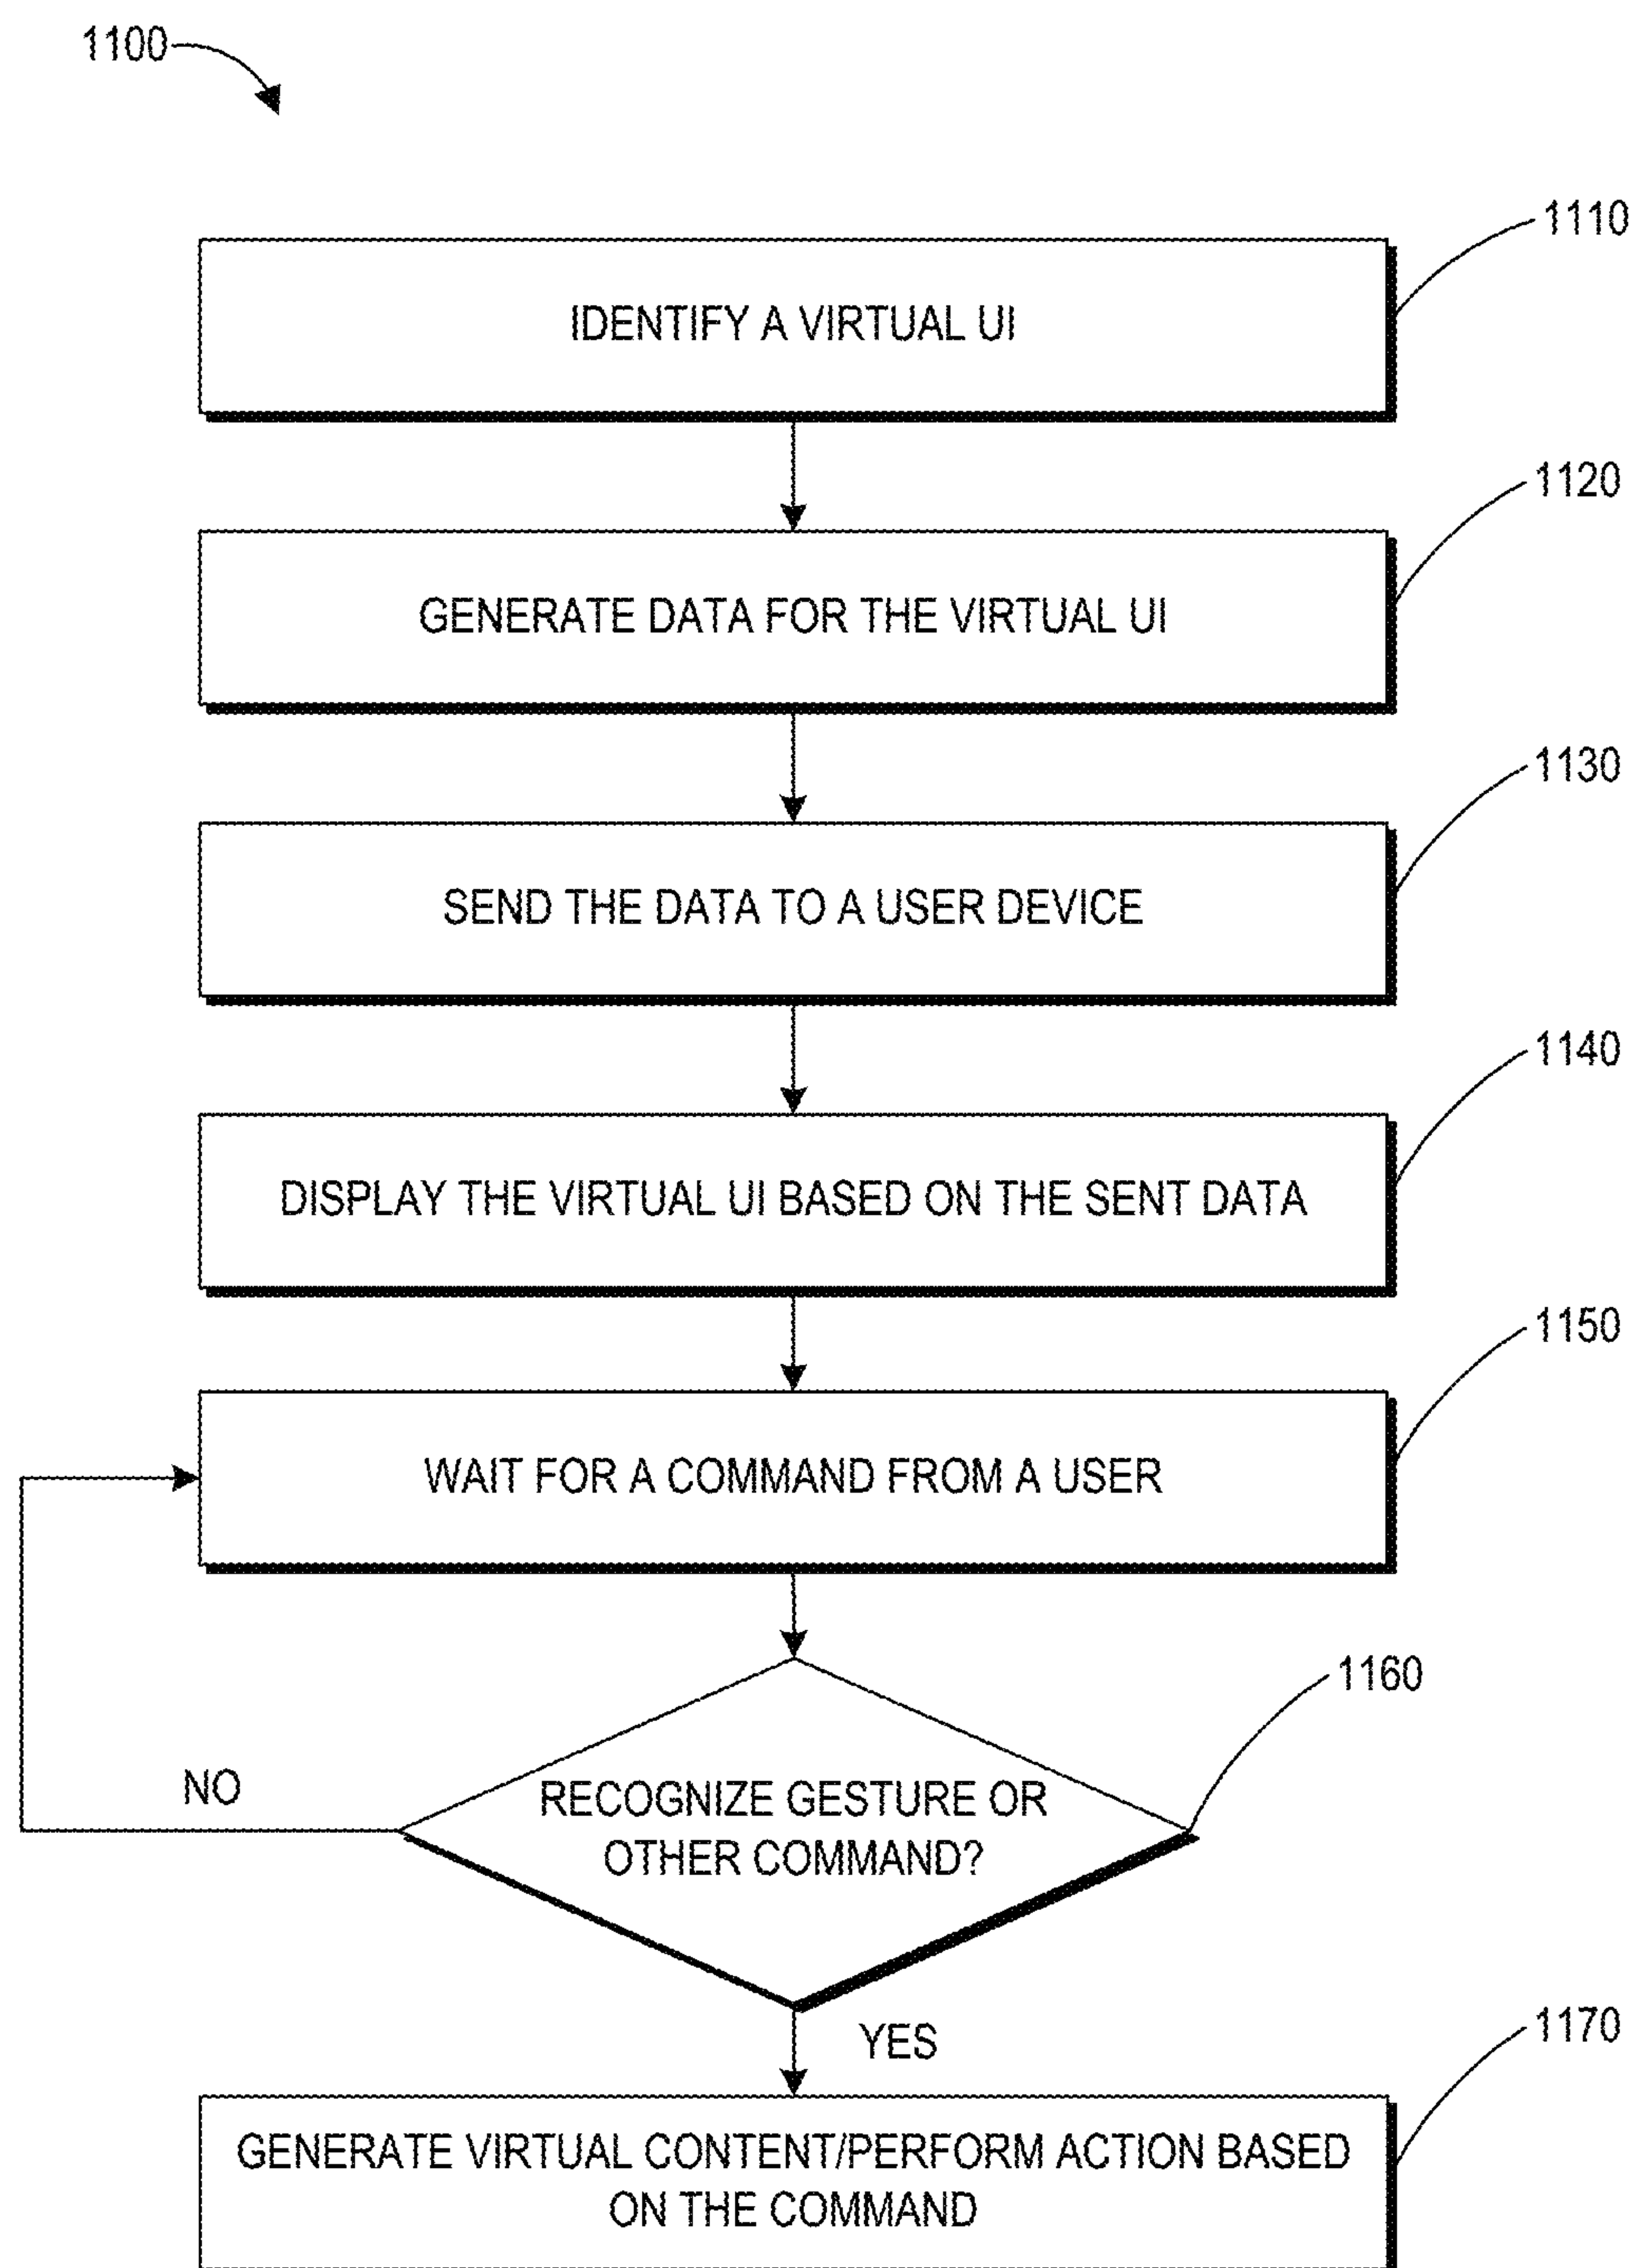 1100
1110
IDENTIFY A VIRTUAL UI
1120
GENERATE DATA FOR THE VIRTUAL UI
1130
SEND THE DATA TO A USER DEVICE
1140
DISPLAY THE VIRTUAL UI BASED ON THE SENT DATA
1150
WAIT FOR A COMMAND FROM A USER
1160
NO
RECOGNIZE GESTURE OR
OTHER COMMAND?
YES
1170
GENERATE VIRTUAL CONTENT/PERFORM ACTION BASED
ON THE COMMAND